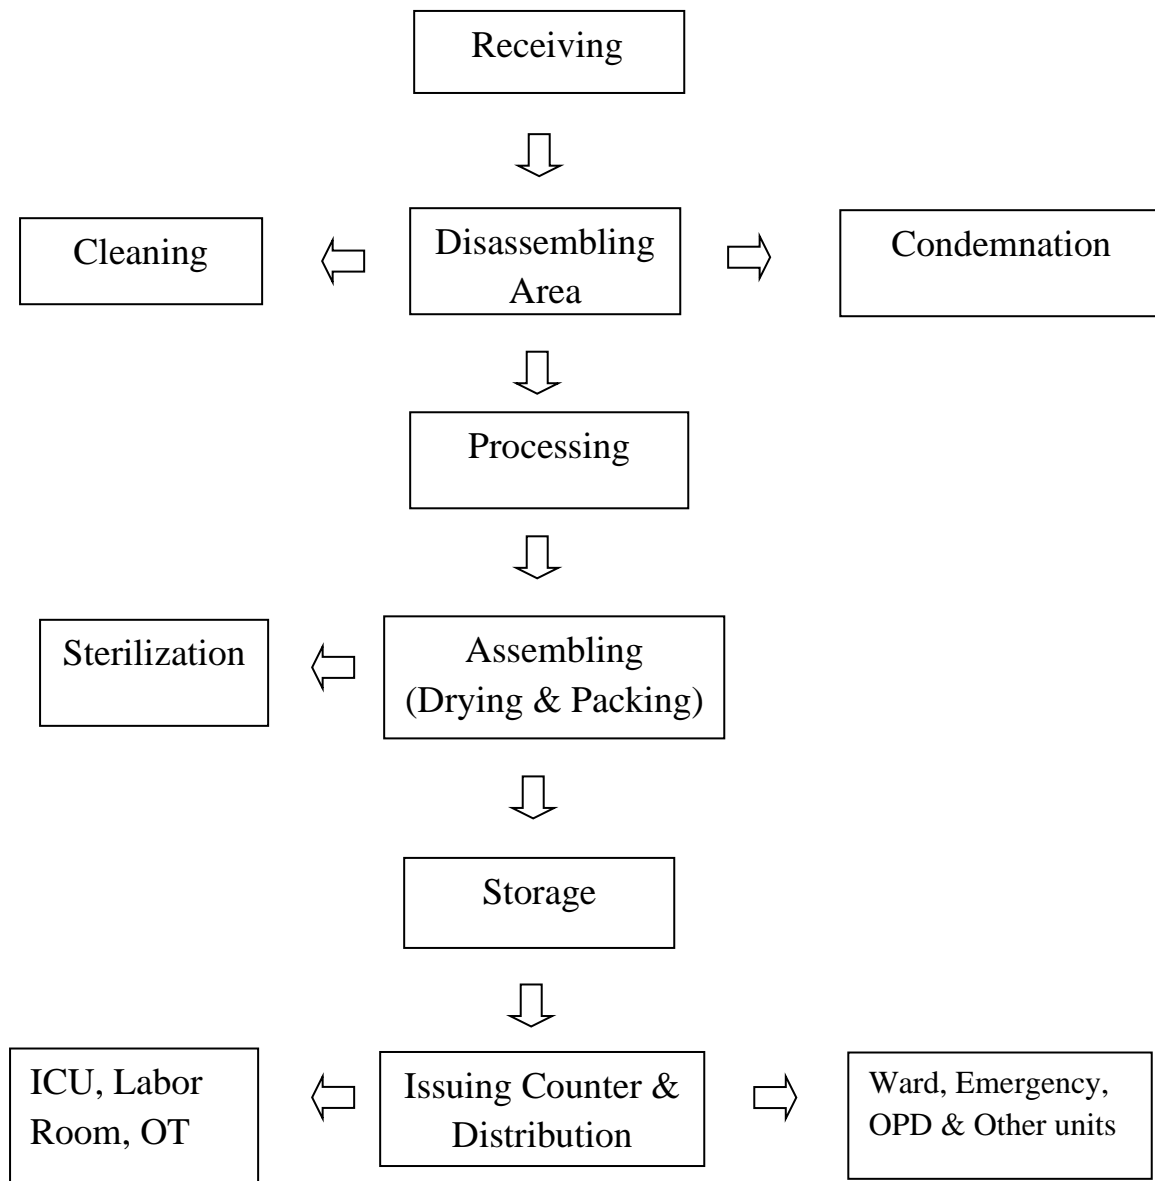 Receiving
Cleaning
Disassembling
Area
Condemnation
Processing
Sterilization
Assembling
(Drying & Packing)
Storage
ICU, Labor
Room, OT
Issuing Counter &
Distribution
Ward, Emergency,
OPD & Other units